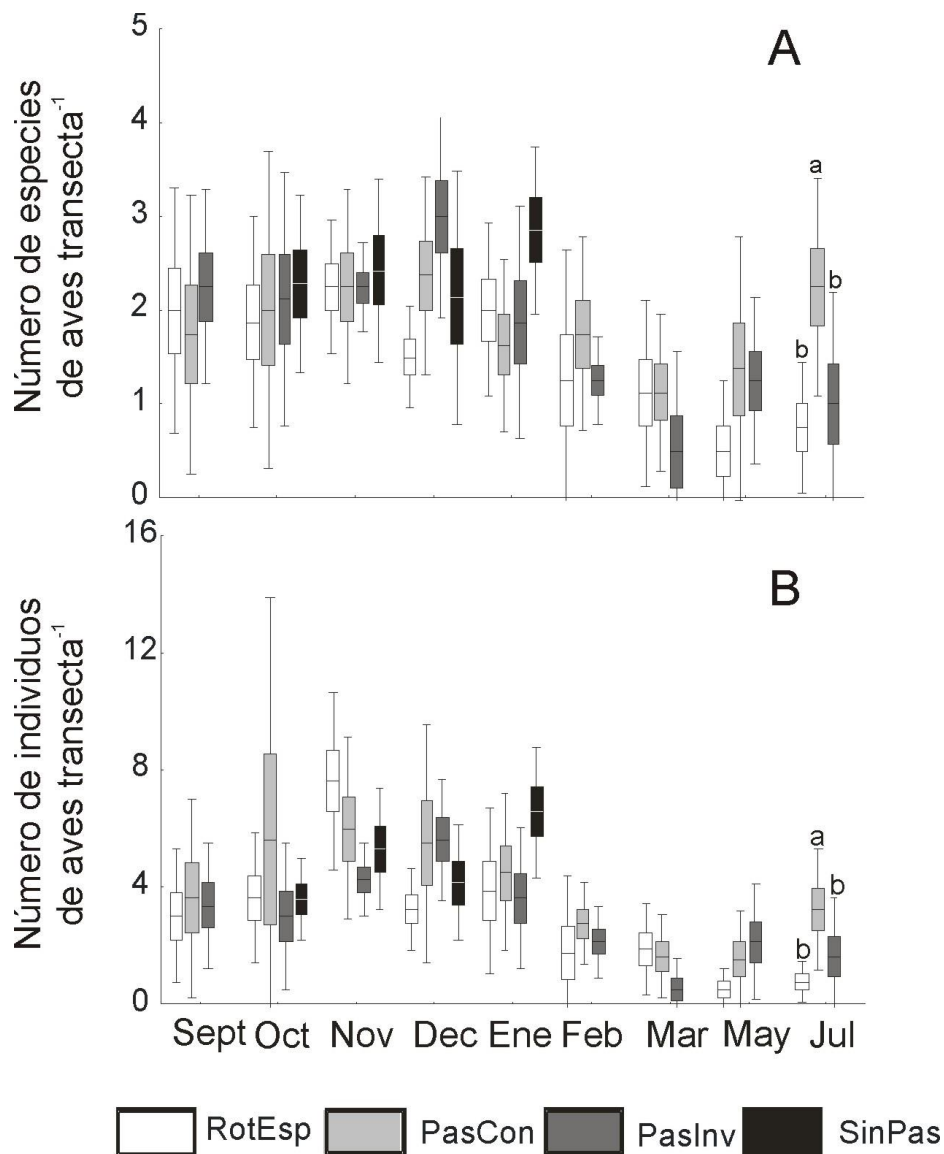 A
Número de especies
de aves transecta-1
5
4
3
2
1
0
a
b
b
B
Número de individuos
de aves transecta-1
16
12
8
4
0
a
b
b
Sept Oct Nov Dec Ene Feb Mar May Jul
RotEsp PasCon PasInv SinPas